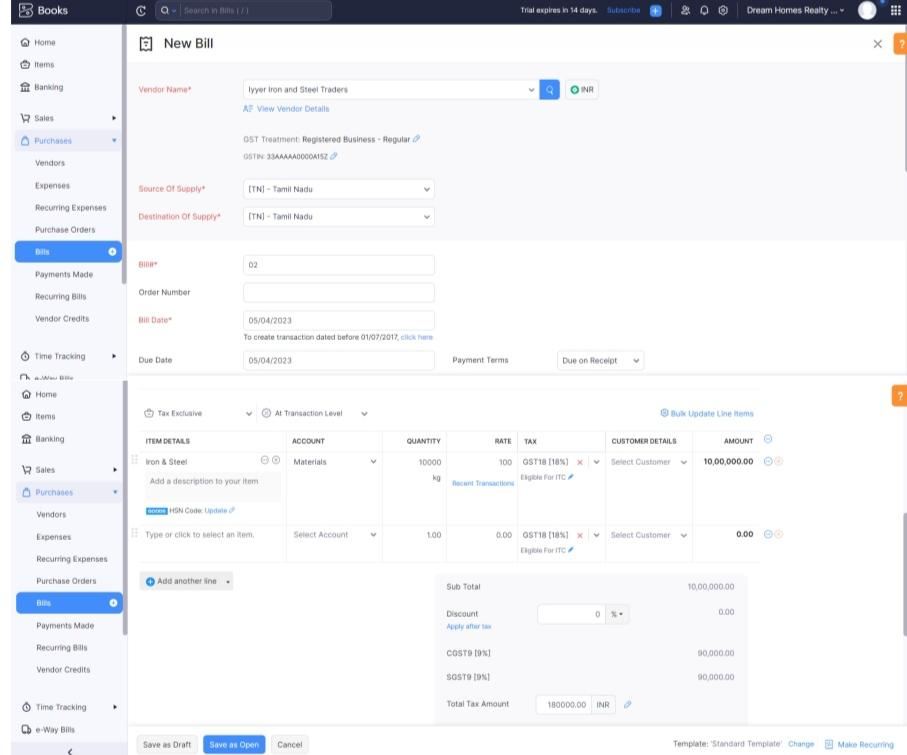 Books
Search in Bills ( / )
Trial expires in 14 days.
Subscribe
Dream Homes Realty ...
Home
Items
Banking
Sales
Purchases
Vendors
Expenses
Recurring Expenses
Purchase Orders
Bills
Payments Made
Recurring Bills
Vendor Credits
Time Tracking
e-Way Bills
New Bill
?
Vendor Name*
Iyyer Iron and Steel Traders
INR
View Vendor Details
GST Treatment: Registered Business - Regular
GSTIN: 33AAAAA0000A15Z
Source Of Supply*
[TN] - Tamil Nadu
Destination Of Supply*
[TN] - Tamil Nadu
Bill#*
02
Order Number
Bill Date*
05/04/2023
To create transaction dated before 01/07/2017, click here
Due Date
05/04/2023
Payment Terms
Due on Receipt
Home
Items
Banking
Sales
Purchases
Vendors
Expenses
Recurring Expenses
Purchase Orders
Bills
Payments Made
Recurring Bills
Vendor Credits
Time Tracking
e-Way Bills
?
Tax Exclusive
At Transaction Level
Bulk Update Line Items
ITEM DETAILS ACCOUNT QUANTITY RATE TAX CUSTOMER DETAILS AMOUNT
Iron & Steel Materials 10000 100 GST18 [18%] Select Customer 10,00,000.00
kg
Recent Transactions
Eligible For ITC
Add a description to your item
GOODS HSN Code: Update
Type or click to select an item. Select Account 1.00 0.00 GST18 [18%] Select Customer 0.00
Eligible For ITC
Add another line
Sub Total 10,00,000.00
Discount 0 % 0.00
Apply after tax
CGST9 [9%] 90,000.00
SGST9 [9%] 90,000.00
Total Tax Amount 180000.00 INR
Save as Draft
Save as Open
Cancel
Template: 'Standard Template' Change
Make Recurring